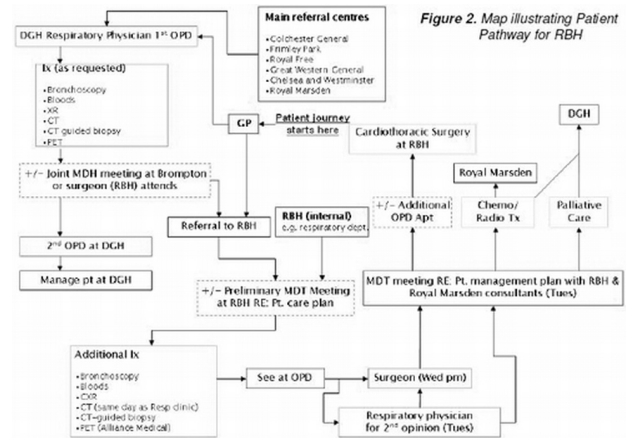 Main referral centres
•Colchester General
•Frimley Park
•Royal Free
•Great Western General
•Chelsea and Westminster
•Royal Marsden
Figure 2. Map illustrating Patient
Pathway for RBH
DGH Respiratory Physician 1st OPD
Ix (as requested)
•Bronchoscopy
•Bloods
•XR
•CT
•CT guided biopsy
•PET
GP
Patient journey
starts here
Cardiothoracic Surgery
at RBH
DGH
+/- Joint MDH meeting at Brompton
or surgeon (RBH) attends
Royal Marsden
Referral to RBH
RBH (internal)
e.g. respiratory dept.
+/- Additional
OPD Apt
Chemo/
Radio Tx
Palliative
Care
2nd OPD at DGH
Manage pt at DGH
+/- Preliminary MDT Meeting
at RBH RE: Pt. care plan
MDT meeting RE: Pt. management plan with RBH &
Royal Marsden consultants (Tues)
Additional Ix
•Bronchoscopy
•Bloods
•CXR
•CT (same day as Resp clinic)
•CT-guided biopsy
•PET (Alliance Medical)
See at OPD
Surgeon (Wed pm)
Respiratory physician
for 2nd opinion (Tues)